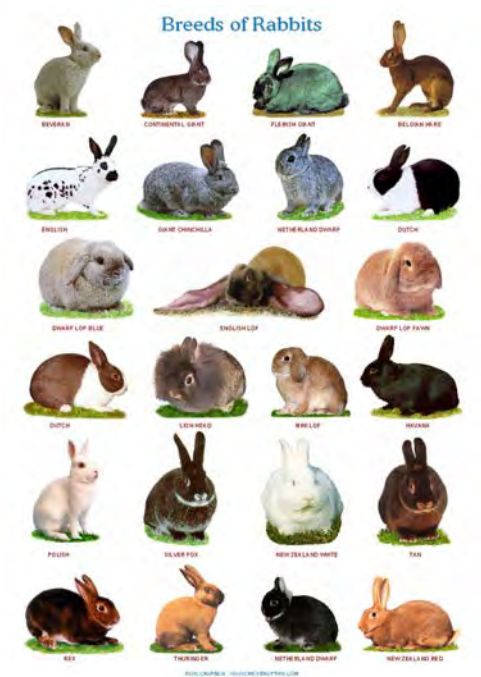 Breeds of Rabbits
BEVERAN
CONTINENTAL GIANT
FLEMISH GIANT
BELGIAN HARE
ENGLISH
GIANT CHINCHILLA
NETHERLAND DWARF
DUTCH
DWARF LOP BLUE
ENGLISH LOP
DWARF LOP FAWN
DUTCH
LION HEAD
MINI LOP
HAVANA
POLISH
SILVER FOX
NEW ZEALAND WHITE
TAN
REX
THURINGER
NETHERLAND DWARF
NEW ZEALAND RED